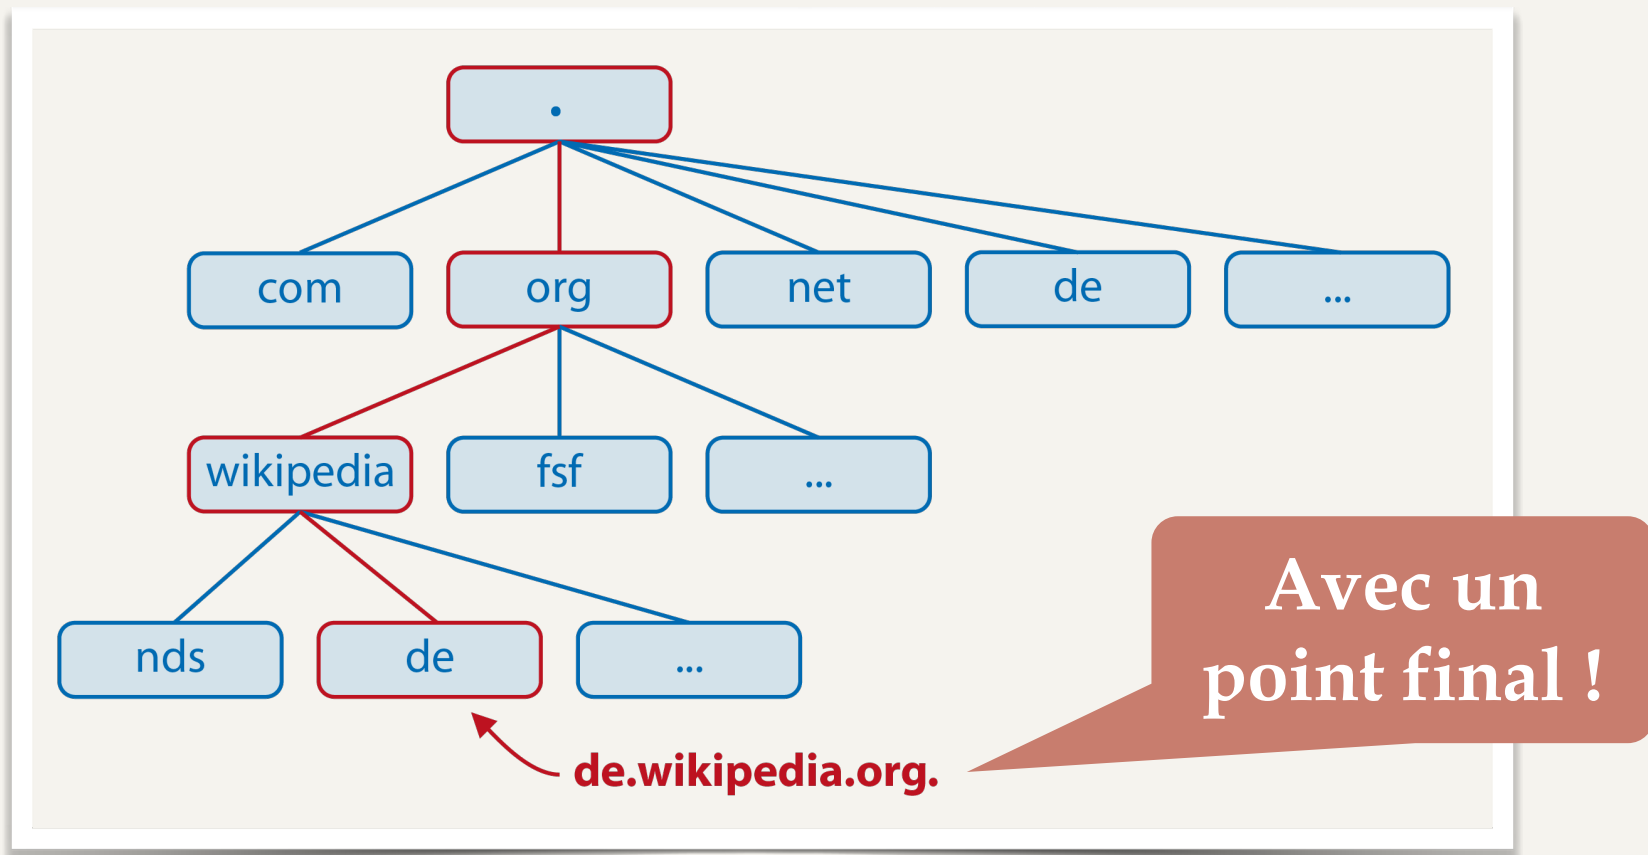 .
com
org
net
de
...
wikipedia
fsf
...
nds
de
...
de.wikipedia.org.
Avec un
point final !